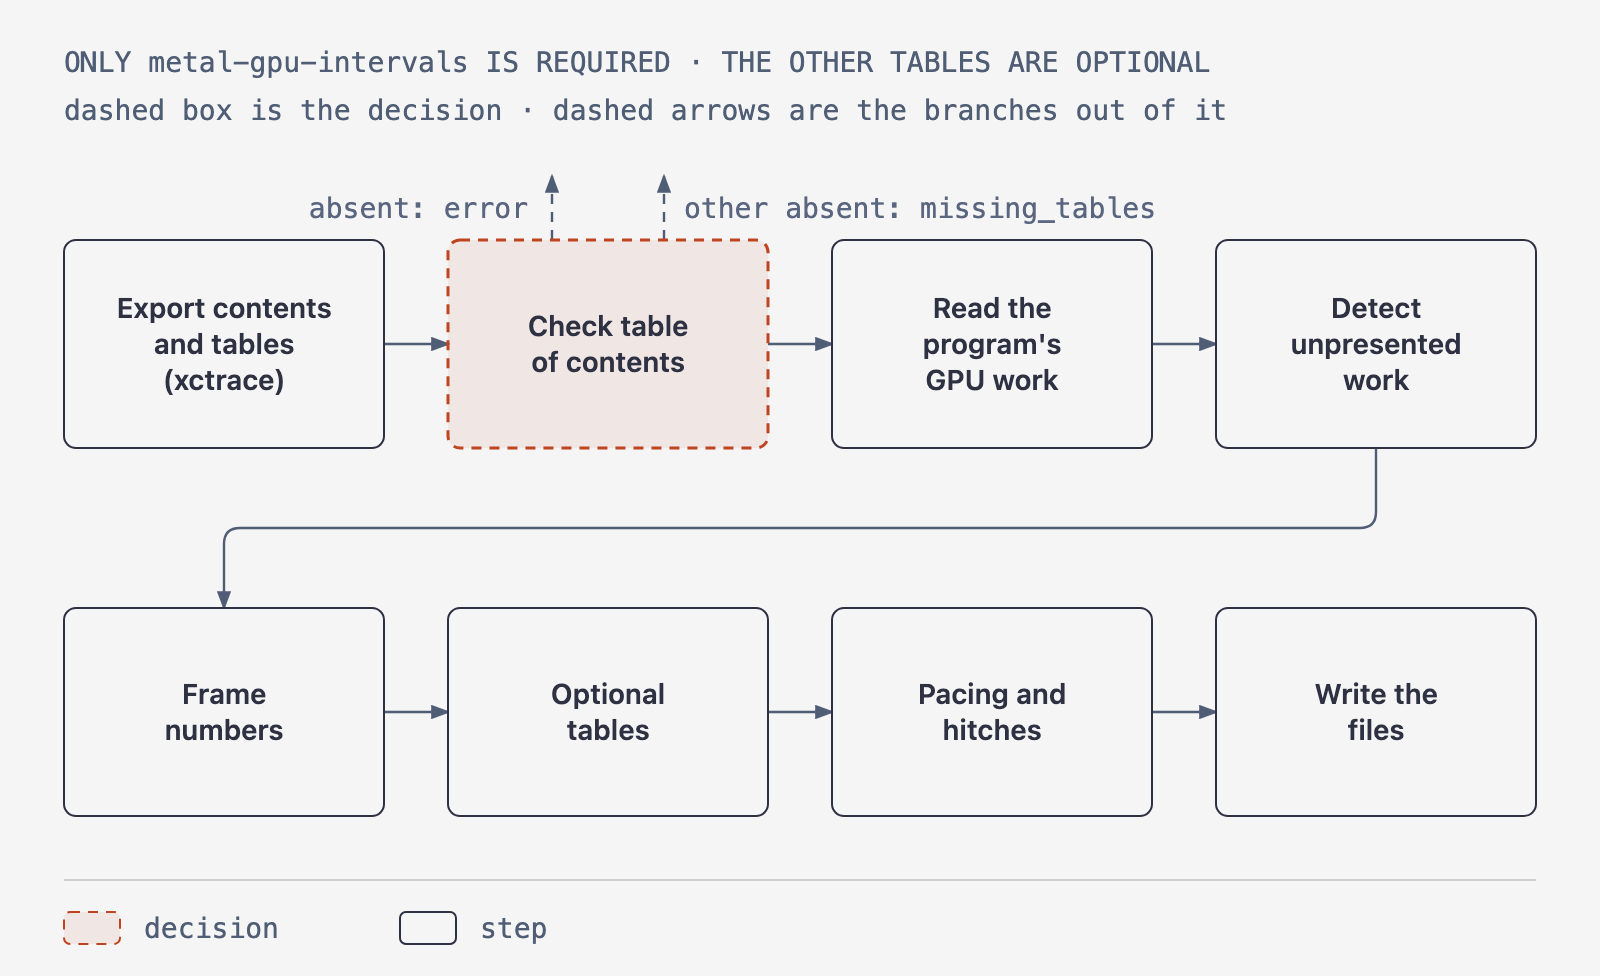 ONLY metal-gpu-intervals IS REQUIRED · THE OTHER TABLES ARE OPTIONAL
dashed box is the decision · dashed arrows are the branches out of it
absent: error
other absent: missing_tables
Export contents
and tables
(xctrace)
Check table
of contents
Read the
program's
GPU work
Detect
unpresented
work
Frame
numbers
Optional
tables
Pacing and
hitches
Write the
files
decision
step